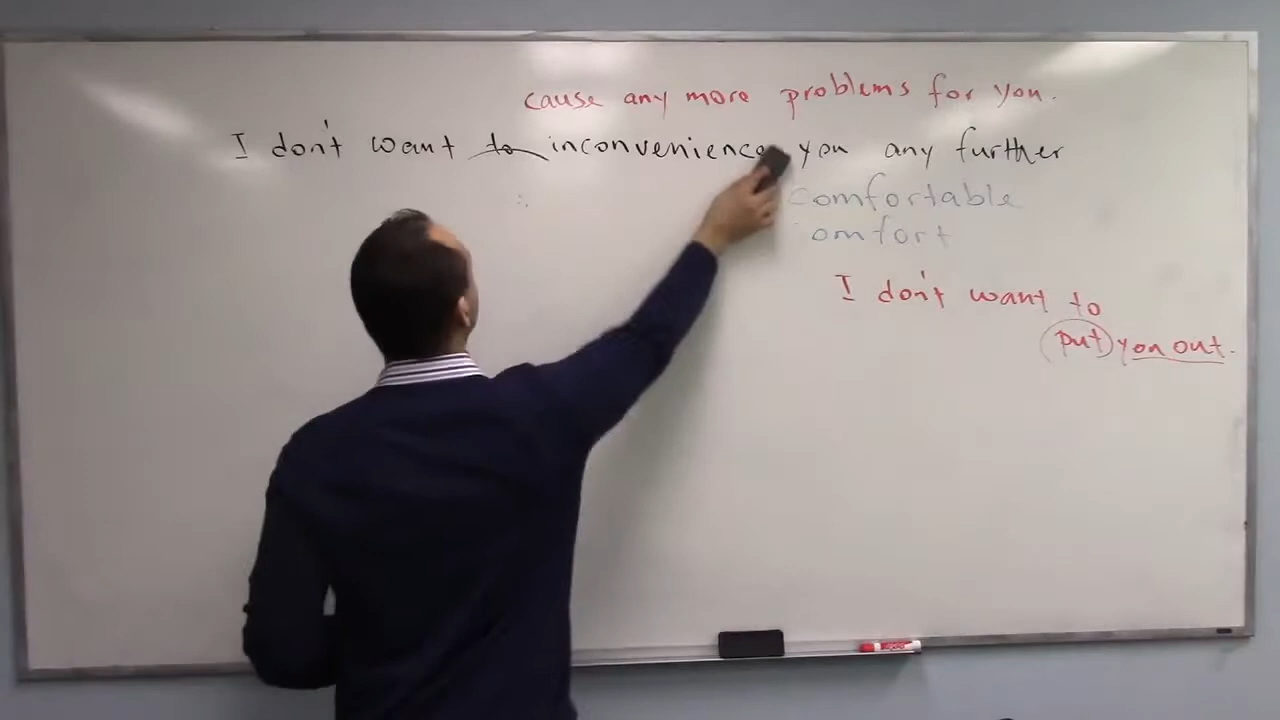 cause any more problems for you.
I don't want to inconvenience you any further
comfortable
omfort
I don't want to
put you out.